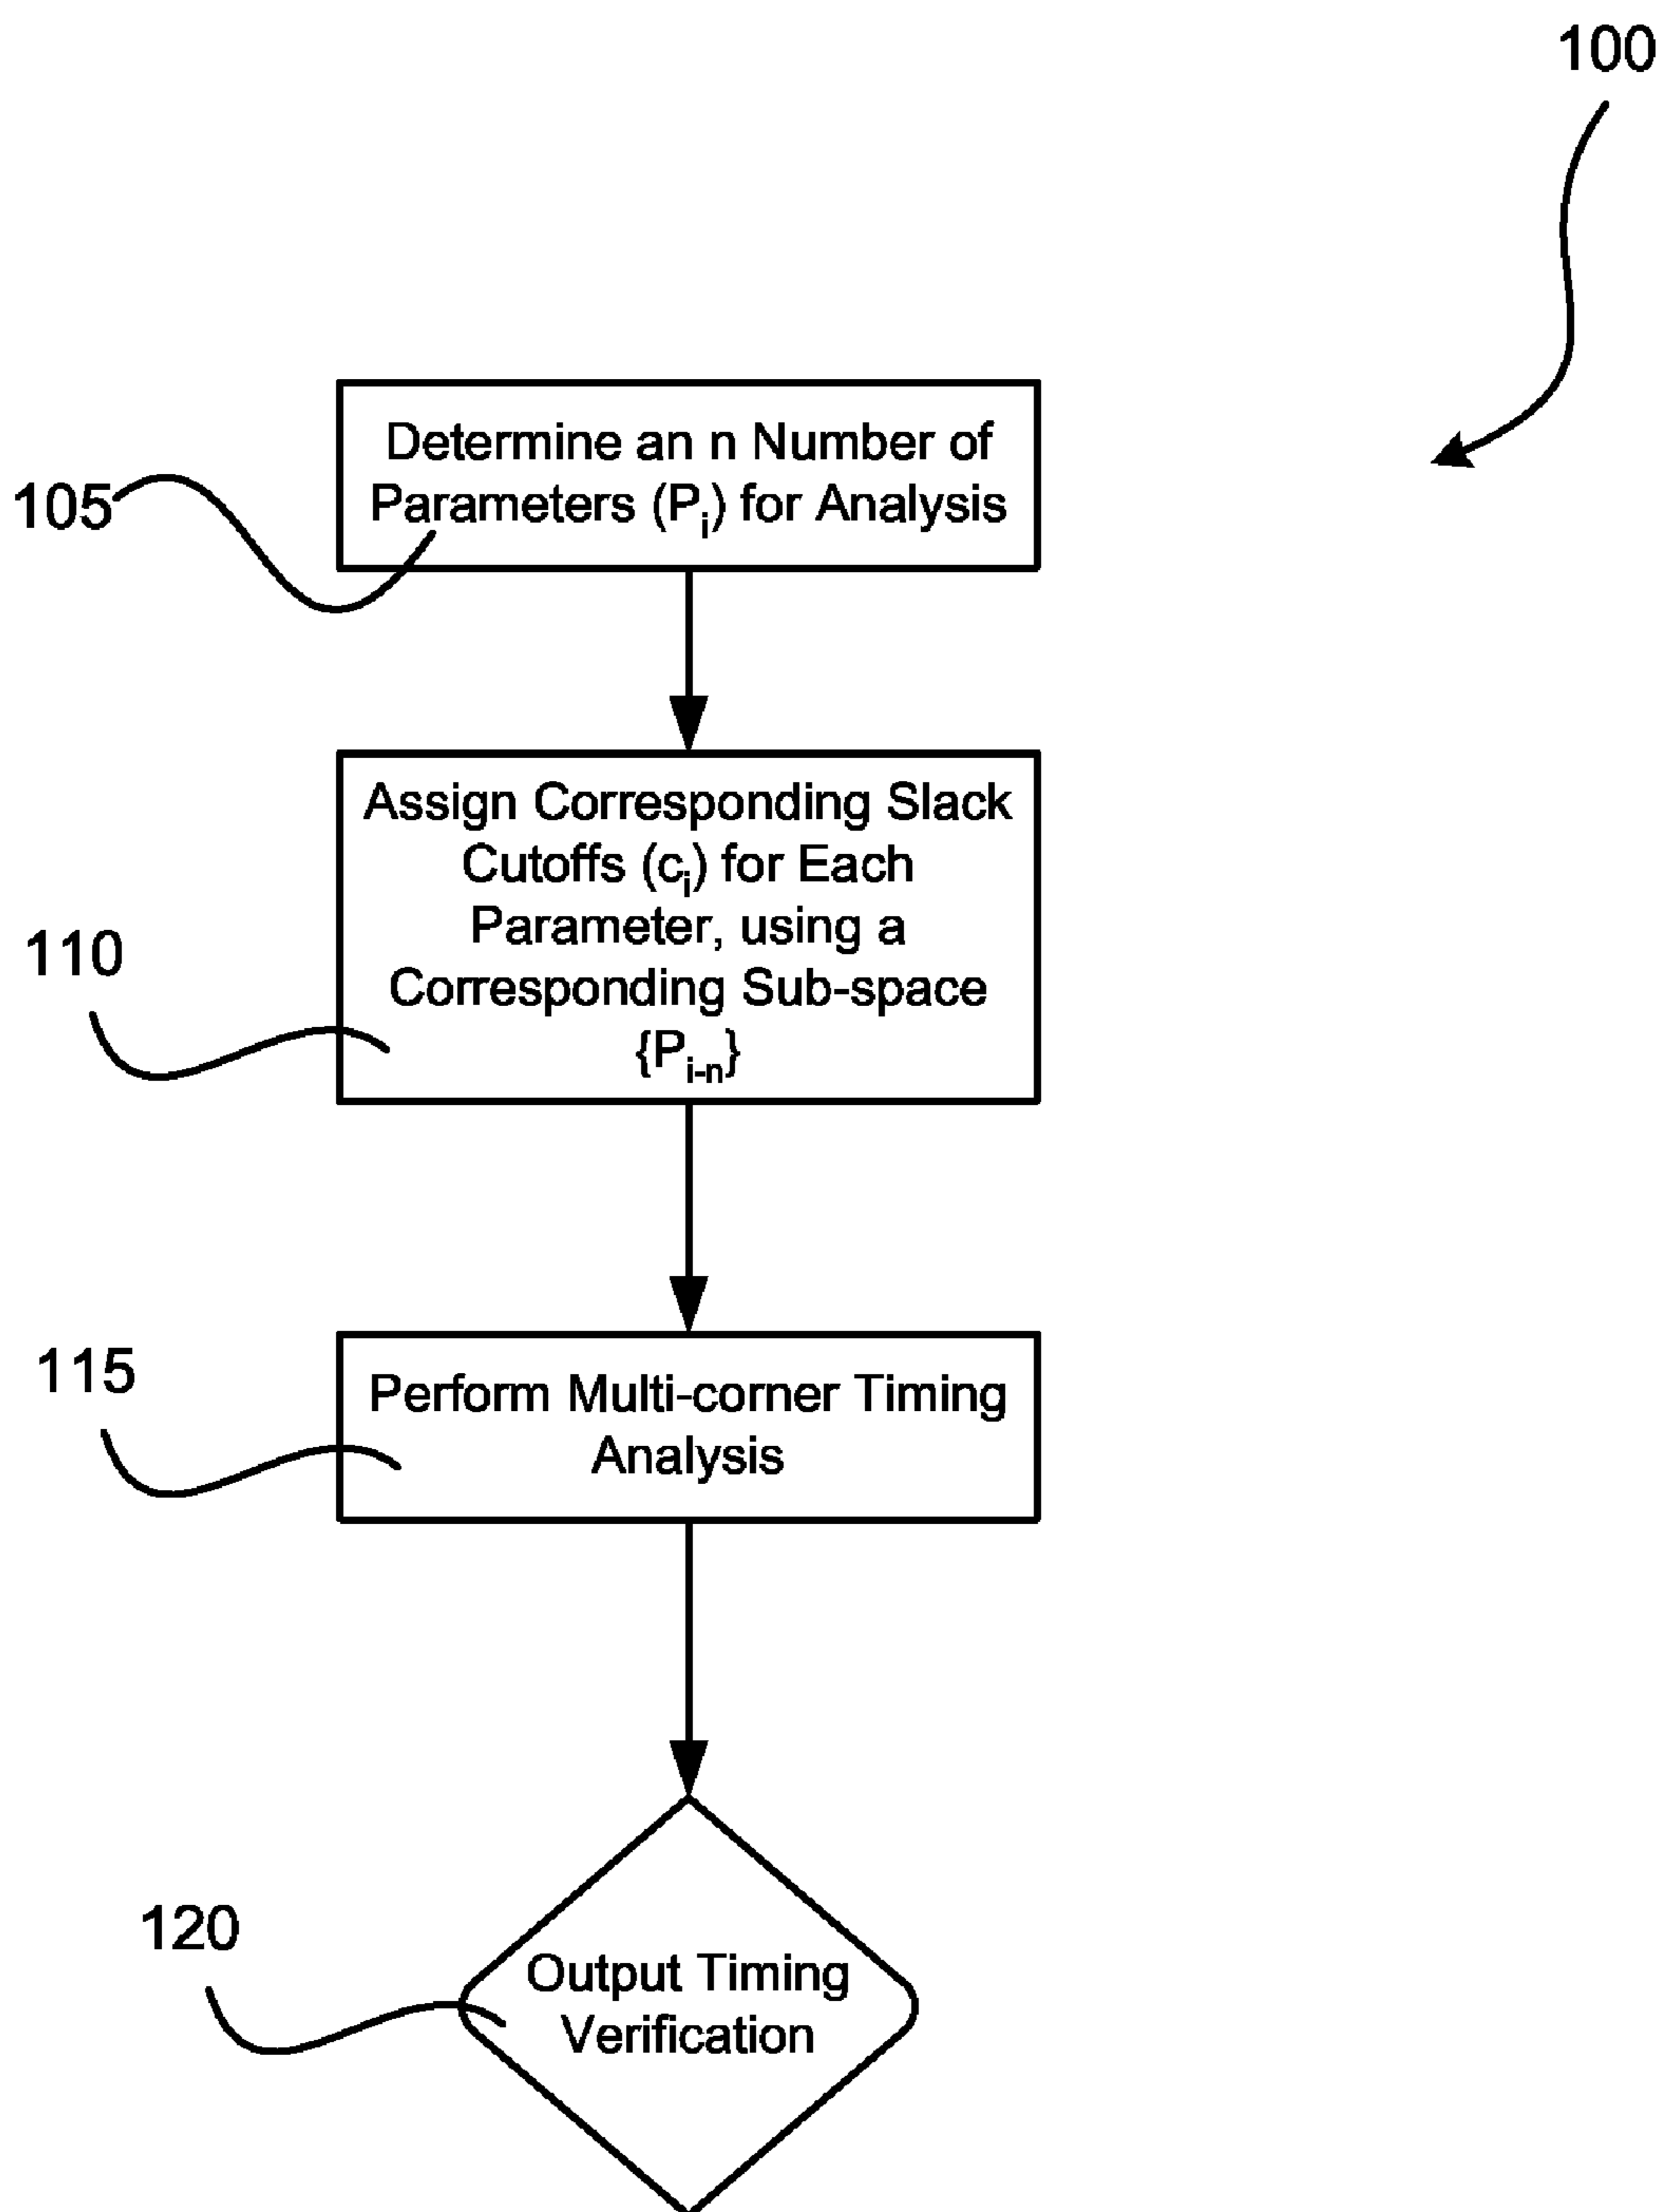 100
Determine an n Number of
Parameters (Pᵢ) for Analysis
105
Assign Corresponding Slack
Cutoffs (cᵢ) for Each
Parameter, using a
Corresponding Sub-space
{Pᵢ₋ₙ}
110
115
Perform Multi-corner Timing
Analysis
120
Output Timing
Verification